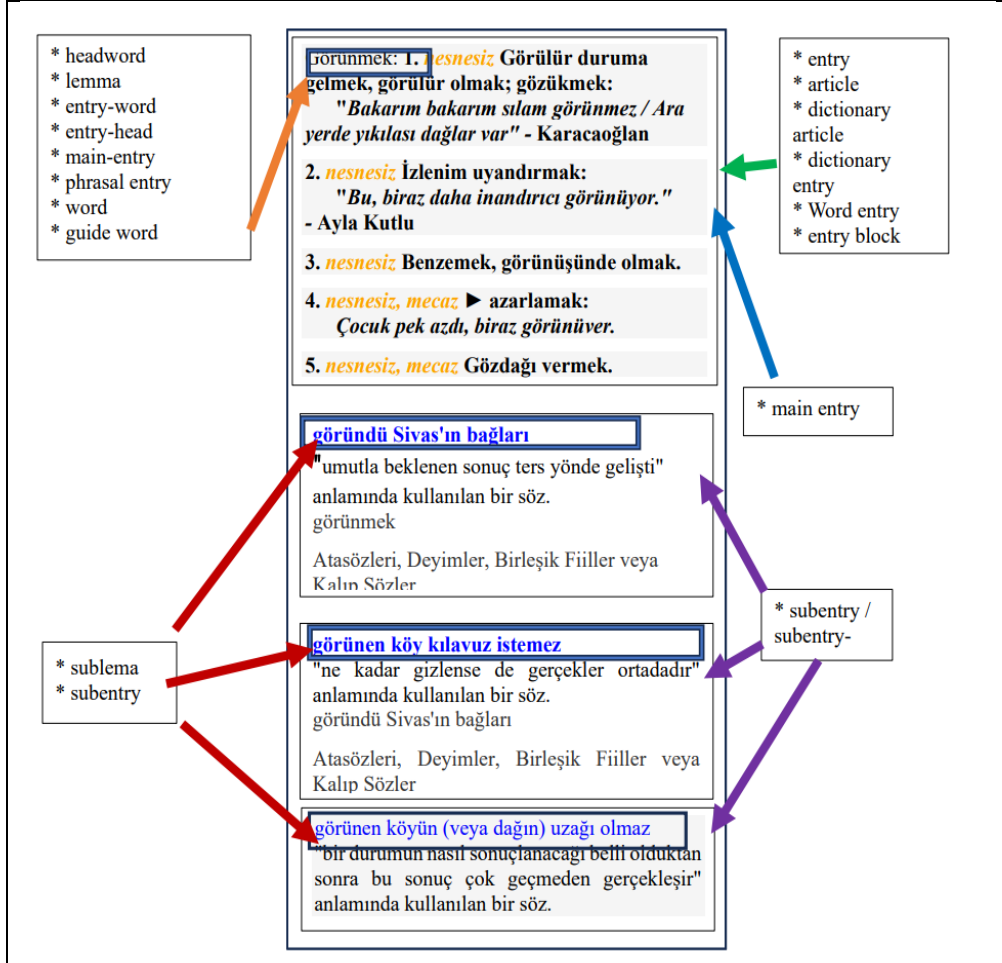 * headword
* lemma
* entry-word
* entry-head
* main-entry
* phrasal entry
* word
* guide word
Görünmek: 1. nesnesiz Görülür duruma
gelmek, görülür olmak; gözükmek:
"Bakarım bakarım sılam görünmez / Ara
yerde yıkılası dağlar var" - Karacaoğlan
2. nesnesiz İzlenim uyandırmak:
"Bu, biraz daha inandırıcı görünüyor."
- Ayla Kutlu
3. nesnesiz Benzemek, görünüşünde olmak.
4. nesnesiz, mecaz ► azarlamak:
Çocuk pek azdı, biraz görünüver.
5. nesnesiz, mecaz Gözdağı vermek.
* entry
* article
* dictionary
article
* dictionary
entry
* Word entry
* entry block
* main entry
göründü Sivas'ın bağları
"umutla beklenen sonuç ters yönde gelişti"
anlamında kullanılan bir söz.
görünmek
Atasözleri, Deyimler, Birleşik Fiiller veya
Kalıp Sözler
görünen köy kılavuz istemez
"ne kadar gizlense de gerçekler ortadadır"
anlamında kullanılan bir söz.
göründü Sivas'ın bağları
Atasözleri, Deyimler, Birleşik Fiiller veya
Kalıp Sözler
görünen köyün (veya dağın) uzağı olmaz
"bir durumun nasıl sonuçlanacağı belli olduktan
sonra bu sonuç çok geçmeden gerçekleşir"
anlamında kullanılan bir söz.
* sublema
* subentry
* subentry /
subentry-